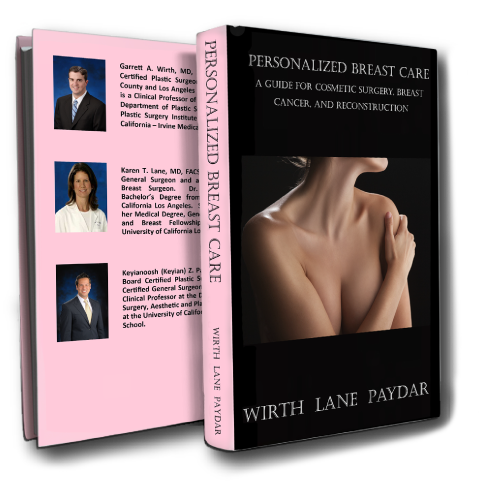 Garrett A. Wirth, MD,
Certified Plastic Surgeo
County and Los Angeles
is a Clinical Professor of
Department of Plastic S
Plastic Surgery Institute
California – Irvine Medica
Karen T. Lane, MD, FACS
General Surgeon and a
Breast Surgeon. Dr.
Bachelor's Degree from
California Los Angeles. S
her Medical Degree, Gene
and Breast Fellowship
University of California Lo
Keyianoosh (Keyian) Z. Pa
Board Certified Plastic S
Certified General Surgeon
Clinical Professor at the D
Surgery, Aesthetic and Pla
at the University of Califo
School.
PERSONALIZED BREAST CARE
WIRTH LANE PAYDAR
PERSONALIZED BREAST CARE
A GUIDE FOR COSMETIC SURGERY, BREAST
CANCER, AND RECONSTRUCTION
WIRTH LANE PAYDAR